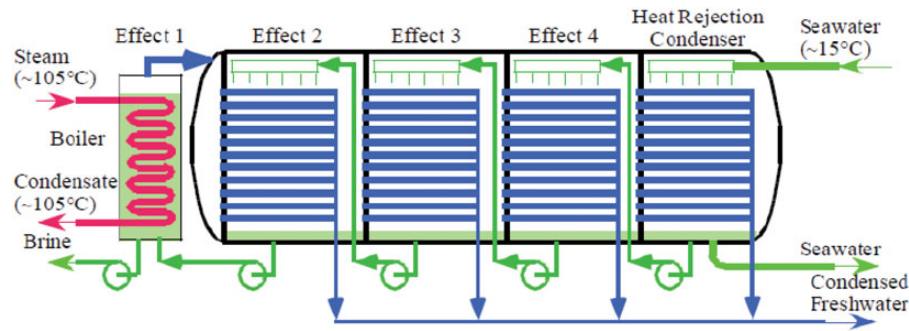 Effect 1
Effect 2
Effect 3
Effect 4
Heat Rejection
Condenser
Seawater
(~15°C)
Steam
(~105°C)
Boiler
Condensate
(~105°C)
Brine
Seawater
Condensed
Freshwater